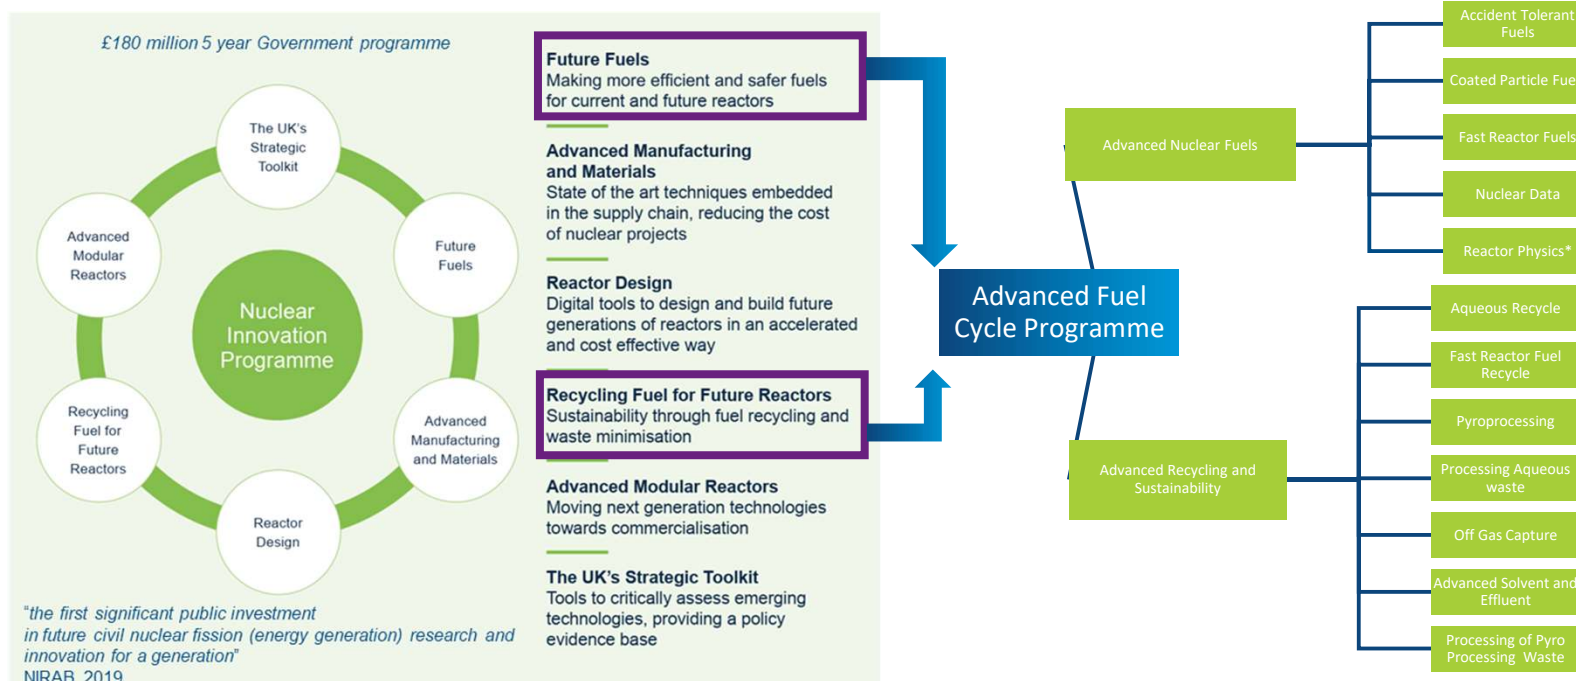 £180 million 5 year Government programme
The UK's
Strategic
Toolkit
Future
Fuels
Advanced
Manufacturing
and Materials
Reactor
Design
Recycling
Fuel for
Future
Reactors
Advanced
Modular
Reactors
Nuclear
Innovation
Programme
"the first significant public investment
in future civil nuclear fission (energy generation) research and
innovation for a generation"
NIRAB, 2019
Future Fuels
Making more efficient and safer fuels
for current and future reactors
Advanced Manufacturing
and Materials
State of the art techniques embedded
in the supply chain, reducing the cost
of nuclear projects
Reactor Design
Digital tools to design and build future
generations of reactors in an accelerated
and cost effective way
Recycling Fuel for Future Reactors
Sustainability through fuel recycling and
waste minimisation
Advanced Modular Reactors
Moving next generation technologies
towards commercialisation
The UK's Strategic Toolkit
Tools to critically assess emerging
technologies, providing a policy
evidence base
Advanced Fuel
Cycle Programme
Advanced Nuclear Fuels
Accident Tolerant
Fuels
Coated Particle Fue
Fast Reactor Fuels
Nuclear Data
Reactor Physics*
Advanced Recycling and
Sustainability
Aqueous Recycle
Fast Reactor Fuel
Recycle
Pyroprocessing
Processing Aqueous
waste
Off Gas Capture
Advanced Solvent and
Effluent
Processing of Pyro
Processing Waste